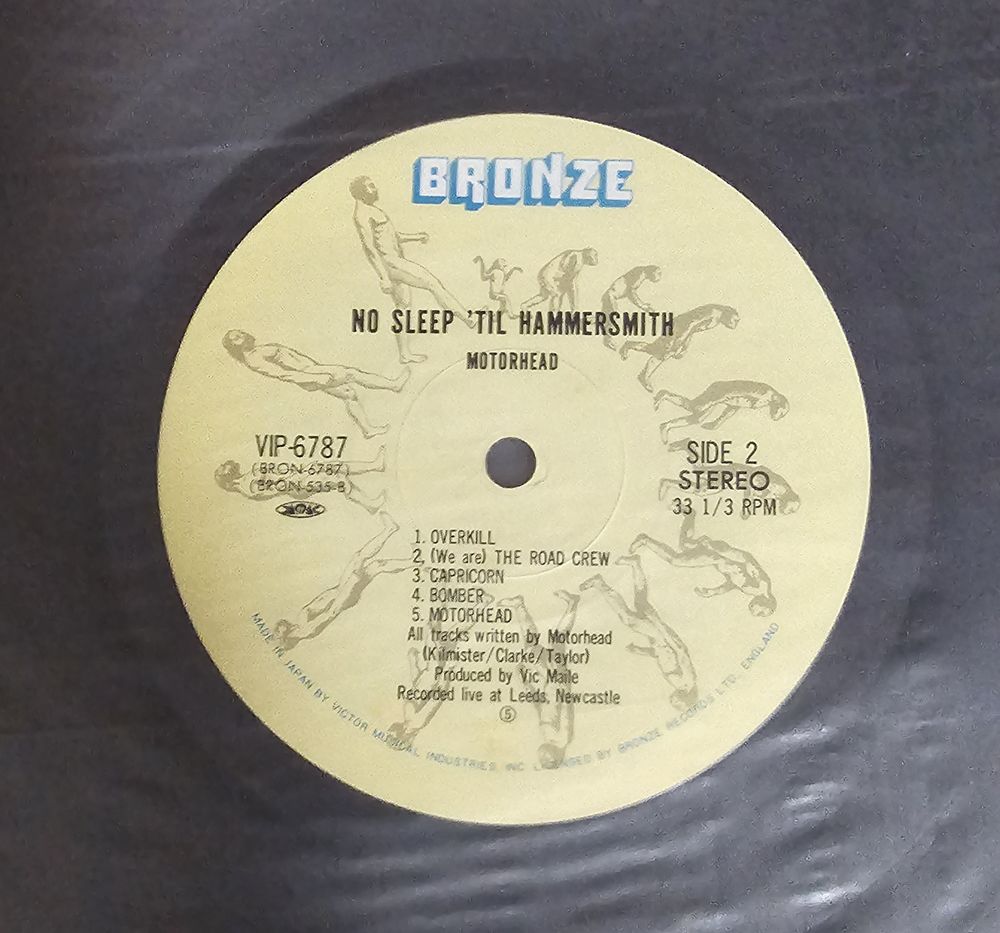 BRONZE
NO SLEEP 'TIL HAMMERSMITH
MOTORHEAD
VIP-6787
(BRON-6787)
(BRON-535-B)
SIDE 2
STEREO
33 1/3 RPM
1. OVERKILL
2. (We are) THE ROAD CREW
3. CAPRICORN
4. BOMBER
5. MOTORHEAD
All tracks written by Motorhead
(Kilmister/Clarke/Taylor)
Produced by Vic Maile
Recorded live at Leeds, Newcastle
Ⓢ
MADE IN JAPAN BY VICTOR MUSICAL INDUSTRIES, INC. LICENSED BY BRONZE RECORDS LTD. ENGLAND